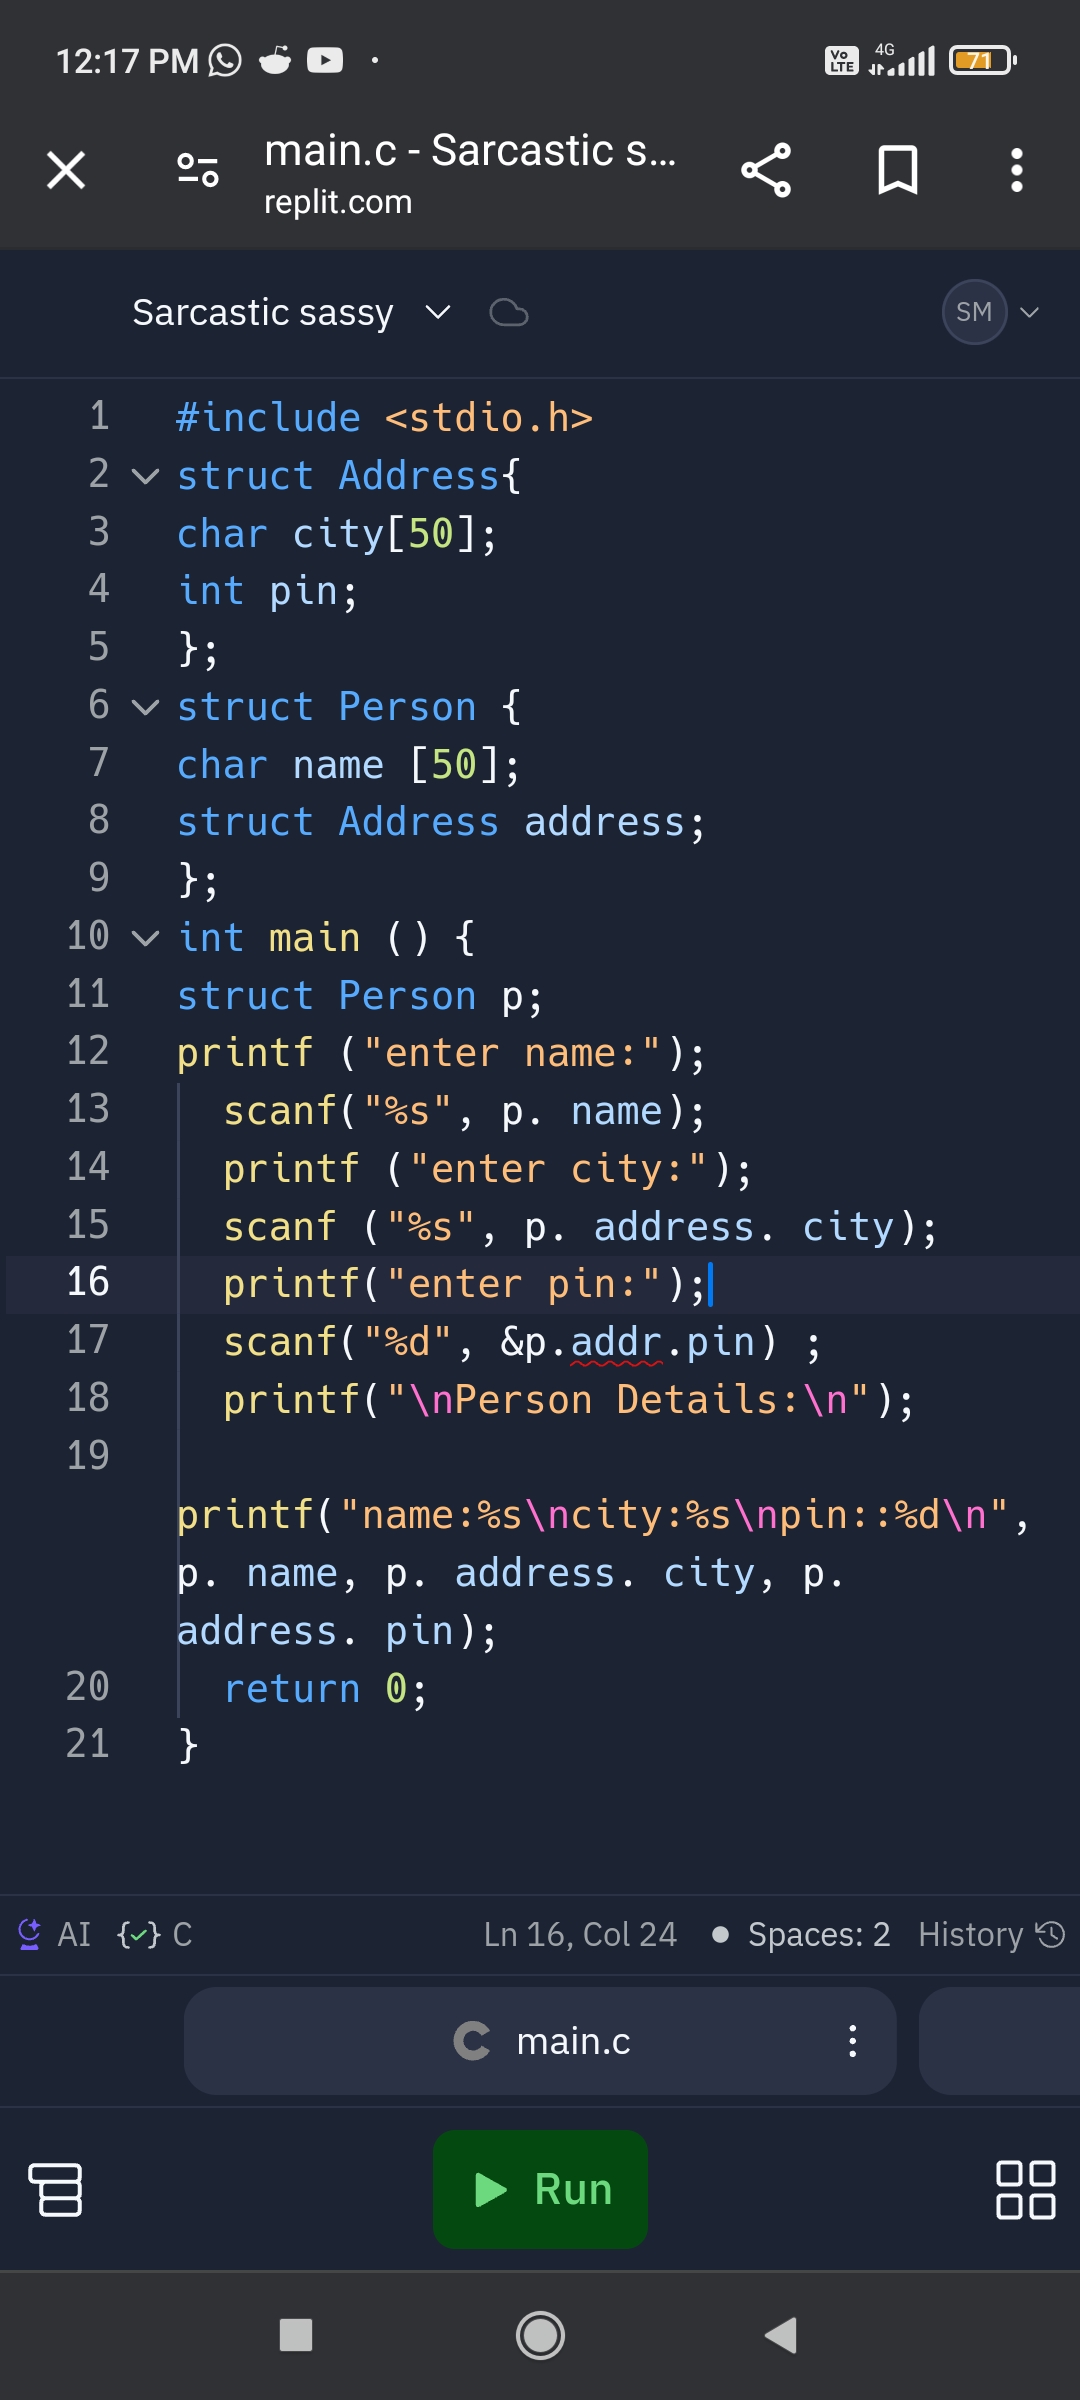 12:17 PM
Vo LTE 4G 71
main.c - Sarcastic s...
replit.com
Sarcastic sassy
SM
1 #include <stdio.h>
2 struct Address{
3 char city[50];
4 int pin;
5 };
6 struct Person {
7 char name [50];
8 struct Address address;
9 };
10 int main () {
11 struct Person p;
12 printf ("enter name:");
13 scanf("%s", p. name);
14 printf ("enter city:");
15 scanf ("%s", p. address. city);
16 printf("enter pin:");
17 scanf("%d", &p.addr.pin) ;
18 printf("\nPerson Details:\n");
19
printf("name:%s\ncity:%s\npin::%d\n",
p. name, p. address. city, p.
address. pin);
20 return 0;
21 }
AI {✓} C Ln 16, Col 24 Spaces: 2 History
main.c
Run